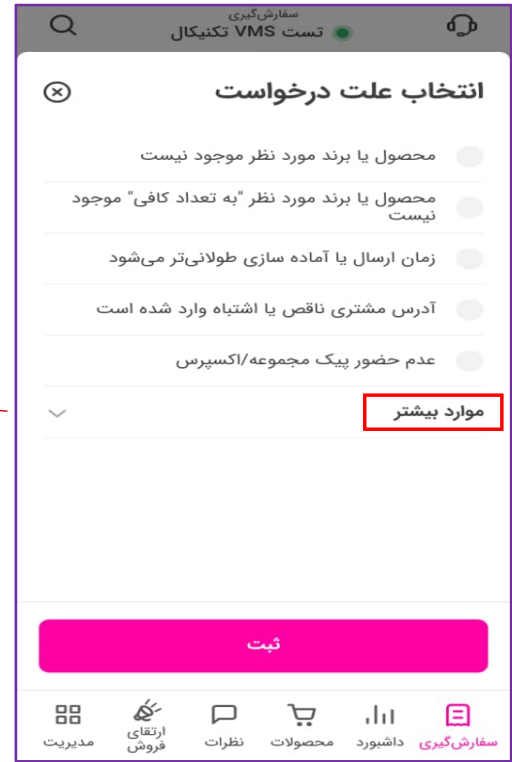 سفارش‌گیری
تست VMS تکنیکال
انتخاب علت درخواست
محصول یا برند مورد نظر موجود نیست
محصول یا برند مورد نظر "به تعداد کافی" موجود
نیست
زمان ارسال یا آماده سازی طولانی‌تر می‌شود
آدرس مشتری ناقص یا اشتباه وارد شده است
عدم حضور پیک مجموعه/اکسپرس
موارد بیشتر
ثبت
سفارش‌گیری
داشبورد
محصولات
نظرات
ارتقای
فروش
مدیریت